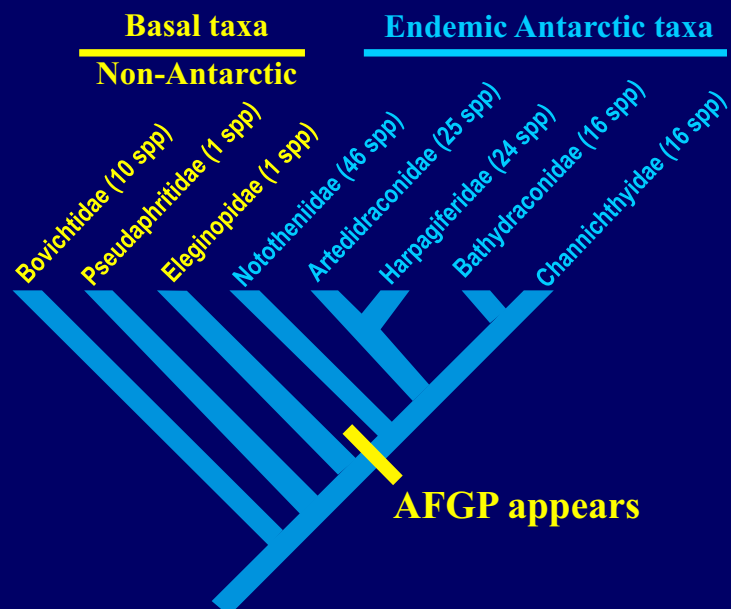 Basal taxa
Non-Antarctic
Endemic Antarctic taxa
Bovichtidae (10 spp)
Pseudaphritidae (1 spp)
Eleginopidae (1 spp)
Nototheniidae (46 spp)
Artedidraconidae (25 spp)
Harpagiferidae (24 spp)
Bathydraconidae (16 spp)
Channichthyidae (16 spp)
AFGP appears